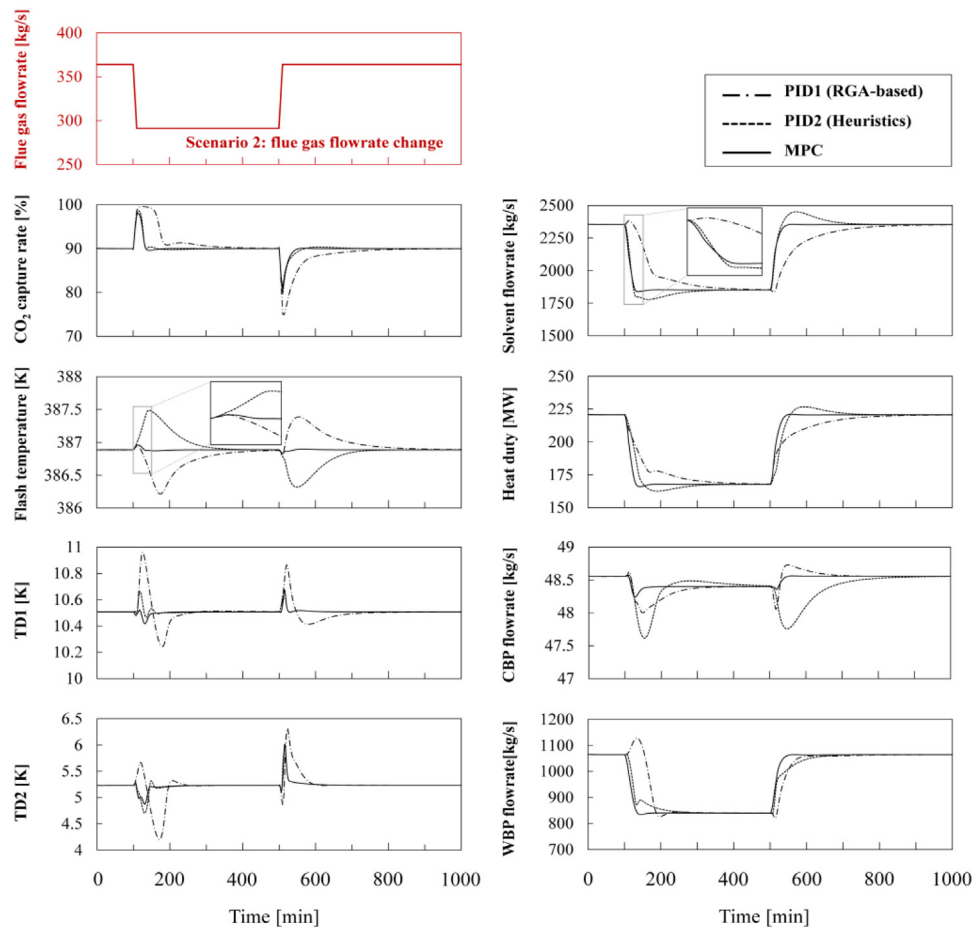 Flue gas flowrate [kg/s]
400
350
300
250
Scenario 2: flue gas flowrate change
PID1 (RGA-based)
PID2 (Heuristics)
MPC
CO2 capture rate [%]
100
90
80
70
Solvent flowrate [kg/s]
2500
2250
2000
1750
1500
Flash temperature [K]
388
387.5
387
386.5
386
Heat duty [MW]
250
225
200
175
150
TD1 [K]
11
10.8
10.6
10.4
10.2
10
CBP flowrate [kg/s]
49
48.5
48
47.5
47
TD2 [K]
6.5
6
5.5
5
4.5
4
0 200 400 600 800 1000
Time [min]
WBP flowrate[kg/s]
1200
1100
1000
900
800
700
0 200 400 600 800 1000
Time [min]